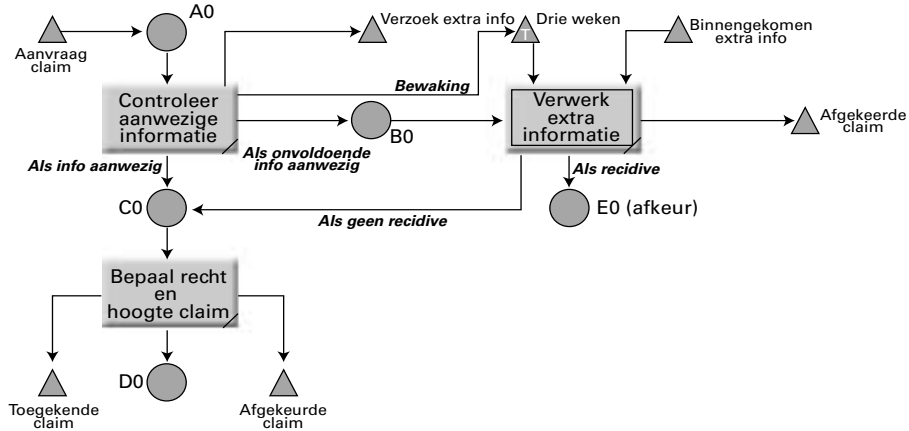 A0
Aanvraag
claim
Verzoek extra info
Drie weken
T
Binnengekomen
extra info
Bewaking
Controleer
aanwezige
informatie
B0
Verwerk
extra
informatie
Afgekeerde
claim
Als info aanwezig
Als onvoldoende
info aanwezig
Als recidive
C0
Als geen recidive
E0 (afkeur)
Bepaal recht
en
hoogte claim
D0
Toegekende
claim
Afgekeurde
claim